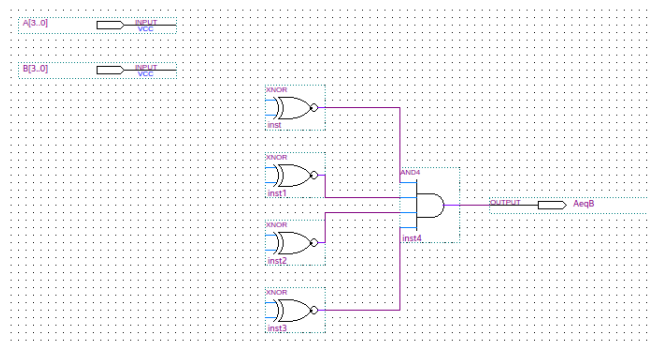 A[3..0] INPUT
VCC
B[3..0] INPUT
VCC
XNOR
inst
XNOR
inst1
AND4
OUTPUT AeqB
XNOR
inst4
inst2
XNOR
inst3